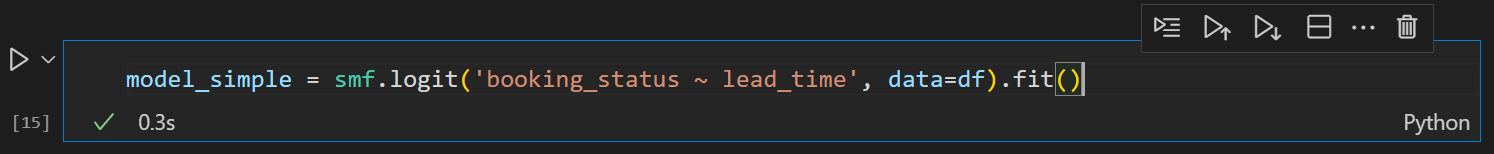 model_simple = smf.logit('booking_status ~ lead_time', data=df).fit()
[15] 0.3s Python